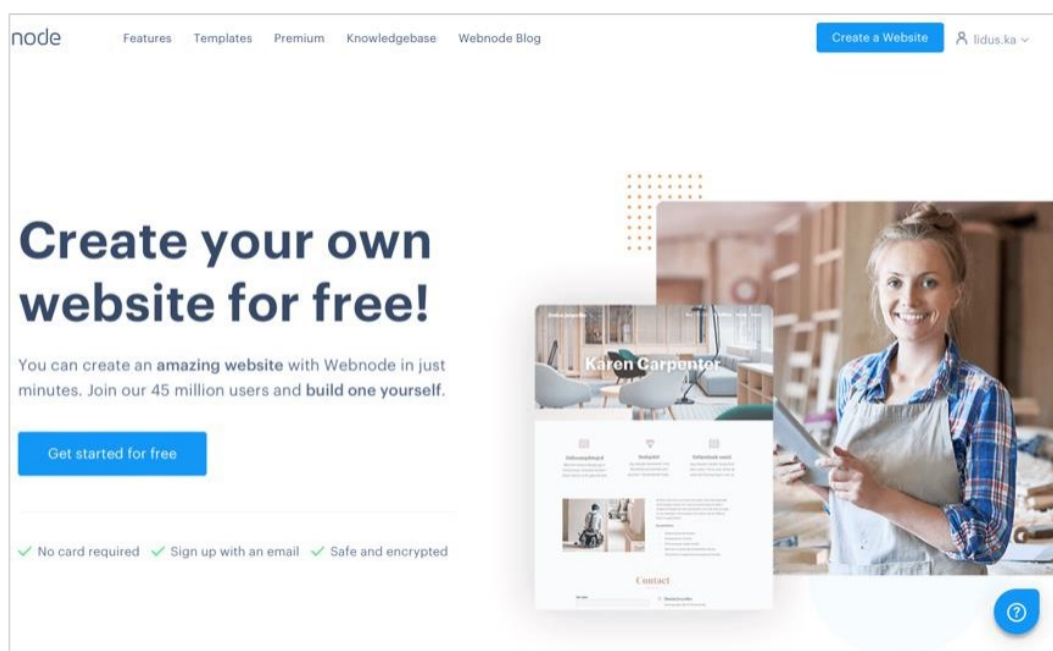 node
Features Templates Premium Knowledgebase Webnode Blog
Create a Website lidus.ka
Create your own
website for free!
You can create an amazing website with Webnode in just
minutes. Join our 45 million users and build one yourself.
Get started for free
No card required Sign up with an email Safe and encrypted
Karen Carpenter
Contact